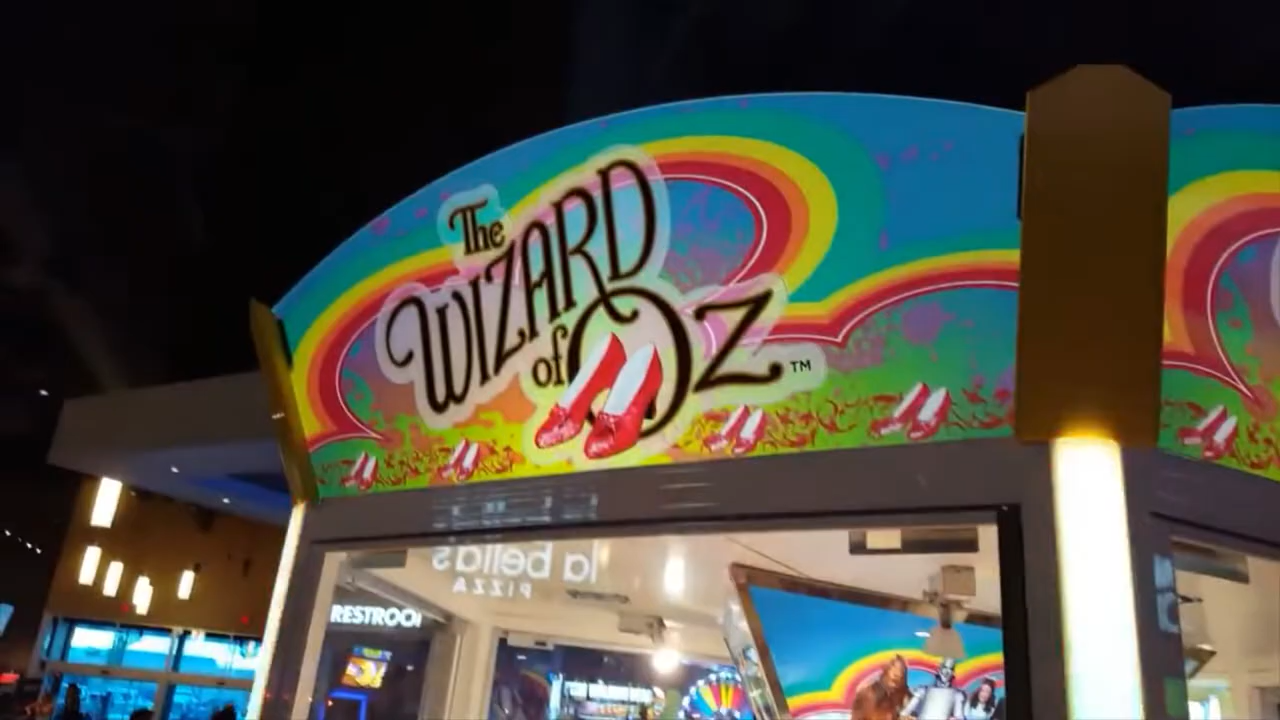 The
WIZARD
of Oz ™
la bella's
PIZZA
RESTROO